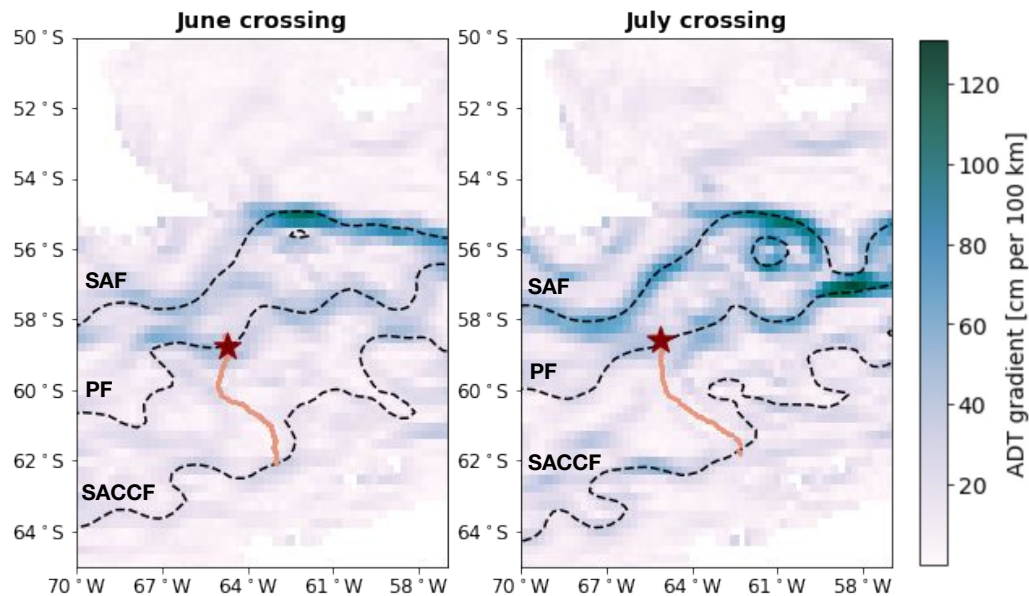 June crossing
50°S
52°S
54°S
56°S
58°S
60°S
62°S
64°S
SAF
PF
SACCF
70°W
67°W
64°W
61°W
58°W
July crossing
50°S
52°S
54°S
56°S
58°S
60°S
62°S
64°S
SAF
PF
SACCF
70°W
67°W
64°W
61°W
58°W
120
100
80
60
40
20
ADT gradient [cm per 100 km]